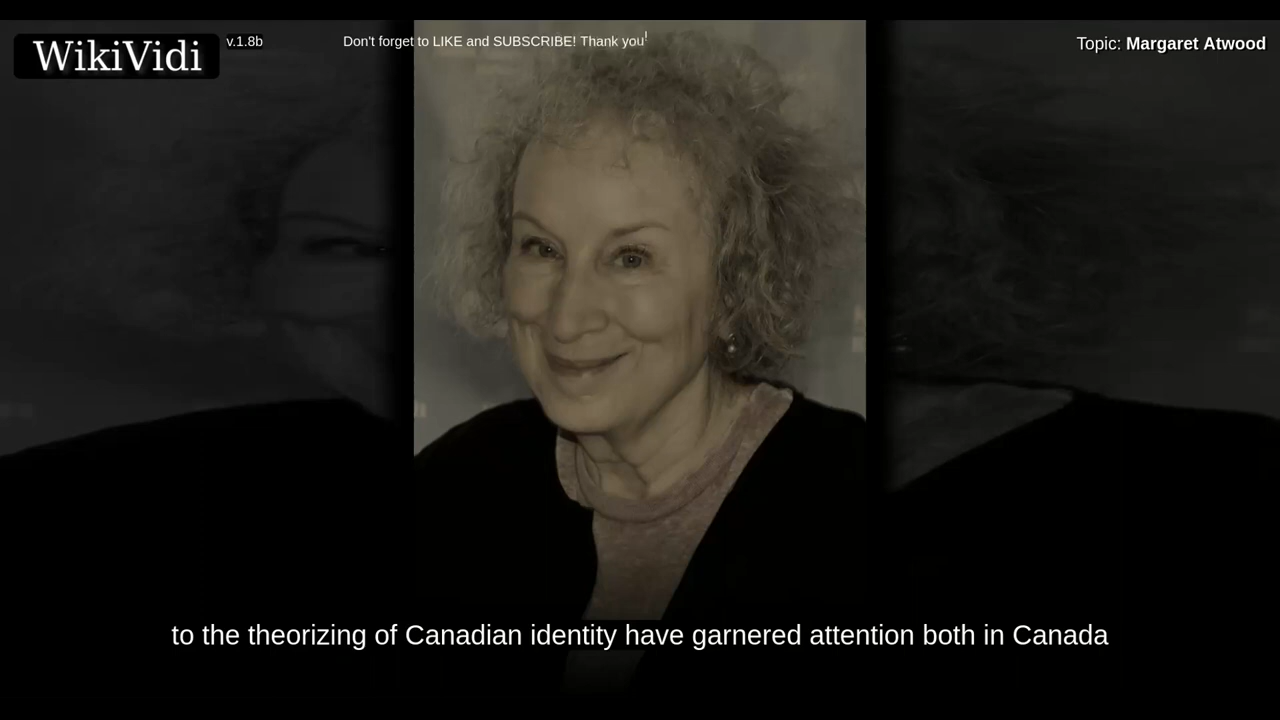 WikiVidi
v.1.8b
Don't forget to LIKE and SUBSCRIBE! Thank you!
Topic: Margaret Atwood
to the theorizing of Canadian identity have garnered attention both in Canada